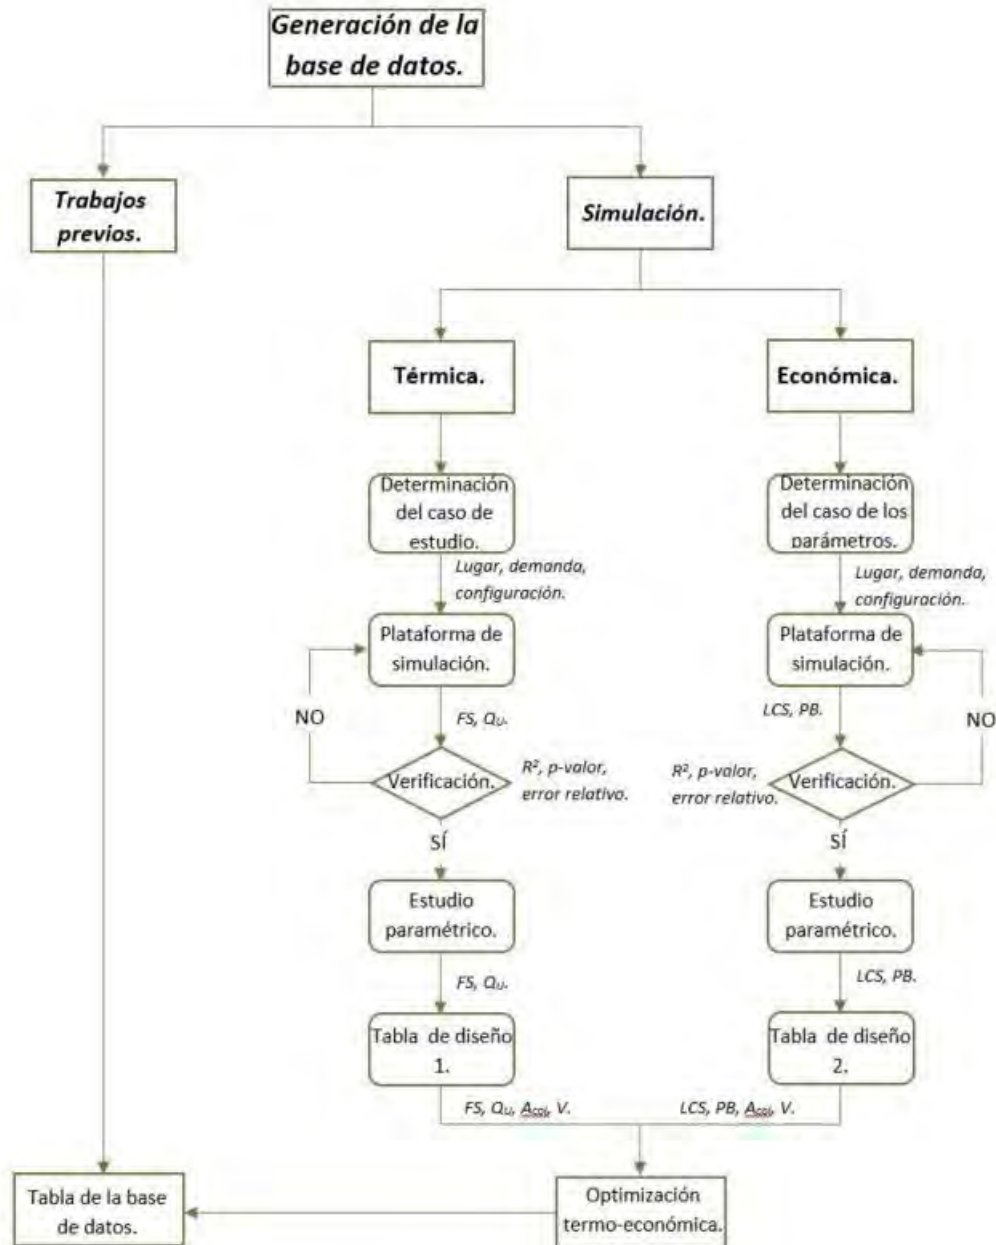 Generación de la
base de datos.
Trabajos
previos.
Simulación.
Térmica.
Económica.
Determinación
del caso de
estudio.
Determinación
del caso de los
parámetros.
Lugar, demanda,
configuración.
Lugar, demanda,
configuración.
Plataforma de
simulación.
Plataforma de
simulación.
NO
FS, QU.
LCS, PB.
NO
Verificación.
R², p-valor,
error relativo.
R², p-valor,
error relativo.
Verificación.
SÍ
SÍ
Estudio
paramétrico.
Estudio
paramétrico.
FS, QU.
LCS, PB.
Tabla de diseño
1.
Tabla de diseño
2.
FS, QU, Acol, V.
LCS, PB, Acol, V.
Tabla de la base
de datos.
Optimización
termo-económica.